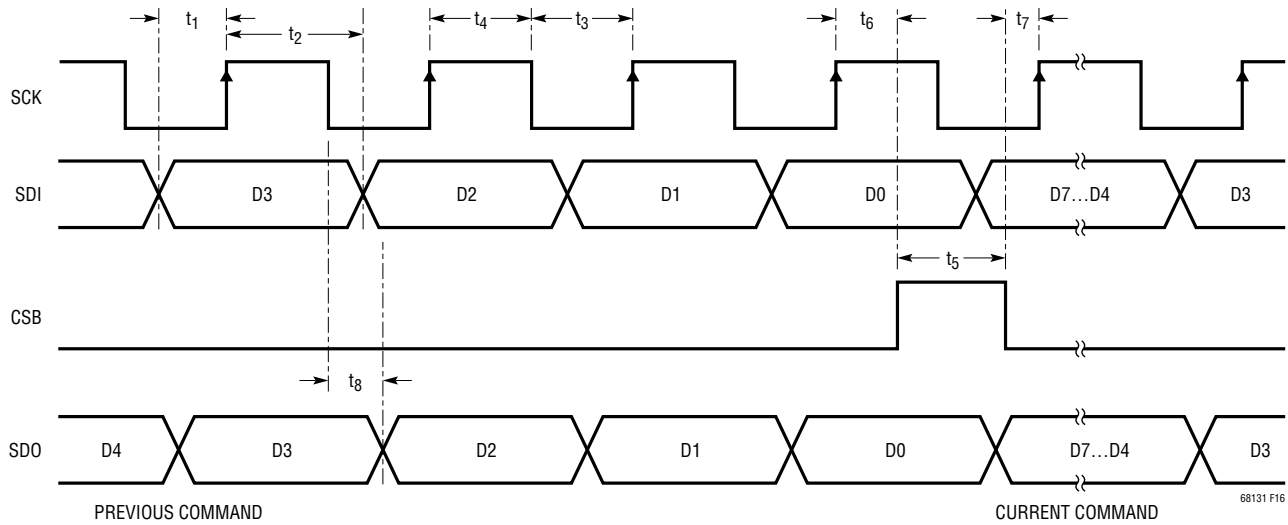 t1
t2
t4
t3
t6
t7
SCK
SDI
D3
D2
D1
D0
D7…D4
D3
t5
CSB
t8
SDO
D4
D3
D2
D1
D0
D7…D4
D3
68131 F16
PREVIOUS COMMAND
CURRENT COMMAND